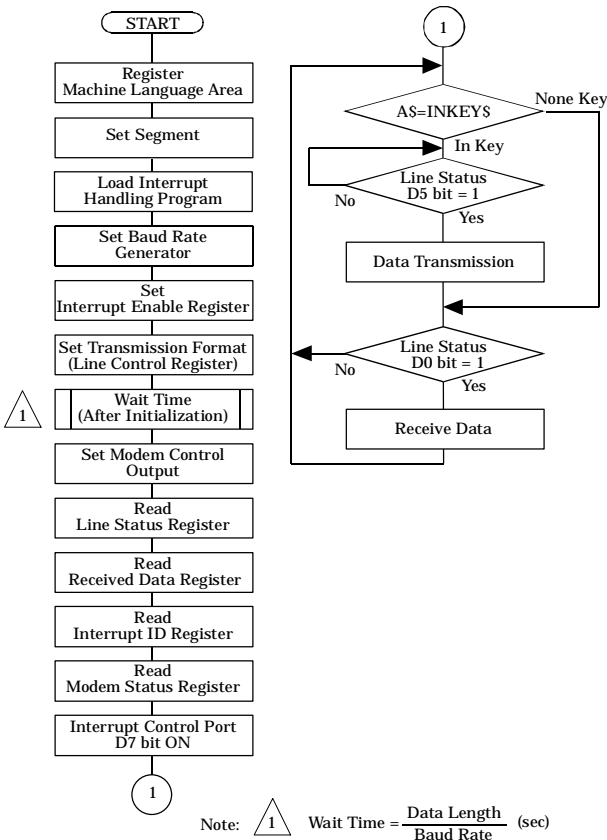 START
Register
Machine Language Area
Set Segment
Load Interrupt
Handling Program
Set Baud Rate
Generator
Set
Interrupt Enable Register
Set Transmission Format
(Line Control Register)
1
Wait Time
(After Initialization)
Set Modem Control
Output
Read
Line Status Register
Read
Received Data Register
Read
Interrupt ID Register
Read
Modem Status Register
Interrupt Control Port
D7 bit ON
1
1
A$=INKEY$
None Key
In Key
Line Status
D5 bit = 1
No
Yes
Data Transmission
Line Status
D0 bit = 1
No
Yes
Receive Data
Note: 1 Wait Time = Data Length (sec)
Baud Rate